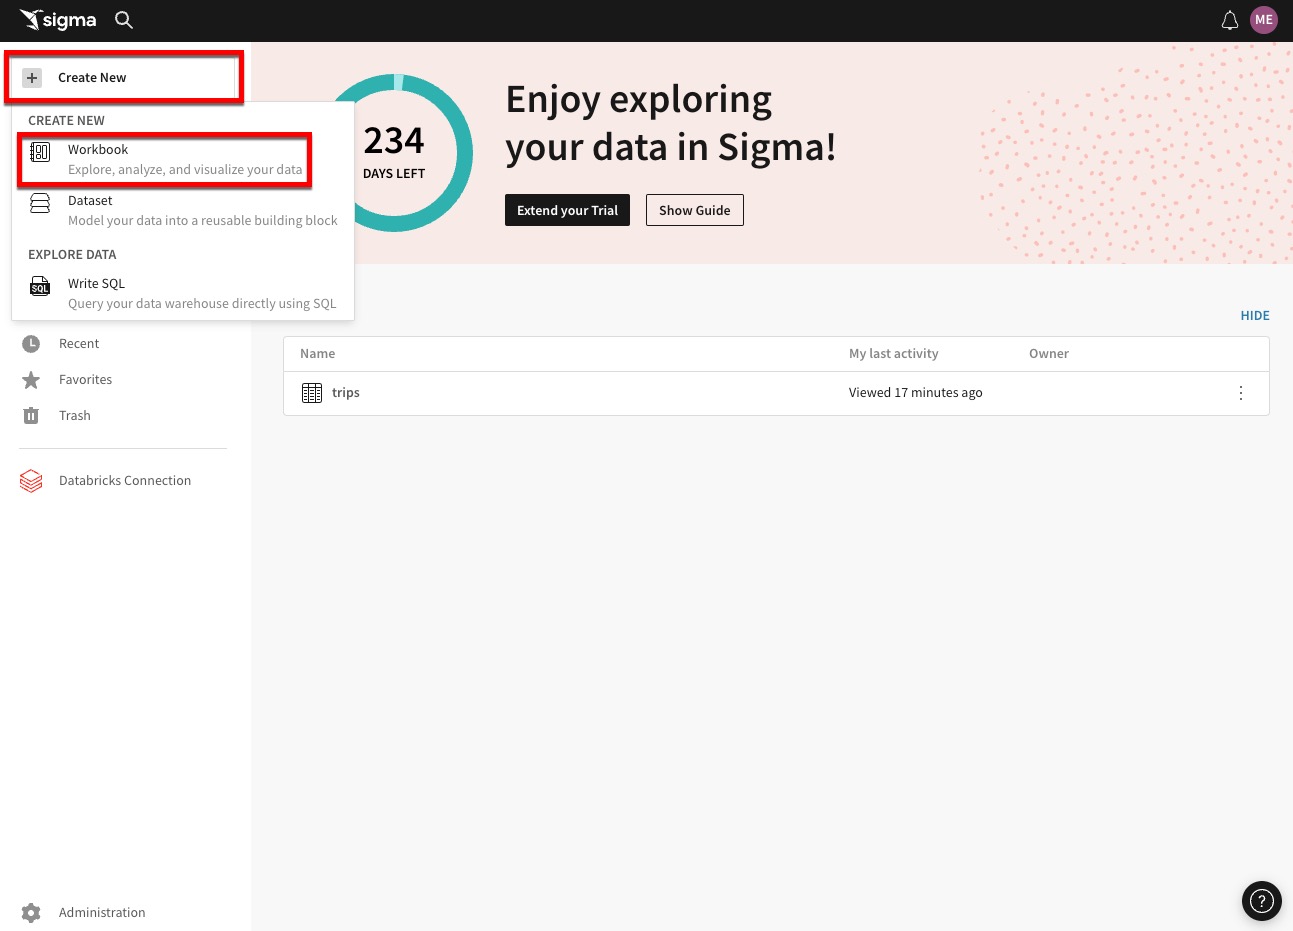 sigma
ME
Create New
CREATE NEW
Workbook
Explore, analyze, and visualize your data
Dataset
Model your data into a reusable building block
EXPLORE DATA
SQL
Write SQL
Query your data warehouse directly using SQL
Recent
Favorites
Trash
Databricks Connection
Administration
234
DAYS LEFT
Enjoy exploring
your data in Sigma!
Extend your Trial
Show Guide
HIDE
Name
My last activity
Owner
trips
Viewed 17 minutes ago
?